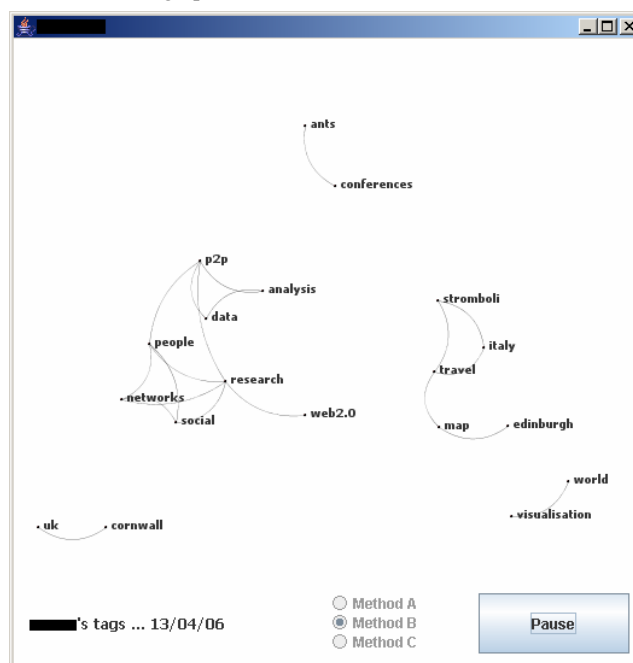 ants
conferences
p2p
analysis
stromboli
data
people
italy
travel
research
networks
web2.0
social
map
edinburgh
world
visualisation
uk
cornwall
Method A
's tags ... 13/04/06
Method B
Pause
Method C